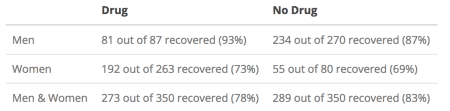 Drug No Drug
Men 81 out of 87 recovered (93%) 234 out of 270 recovered (87%)
Women 192 out of 263 recovered (73%) 55 out of 80 recovered (69%)
Men & Women 273 out of 350 recovered (78%) 289 out of 350 recovered (83%)